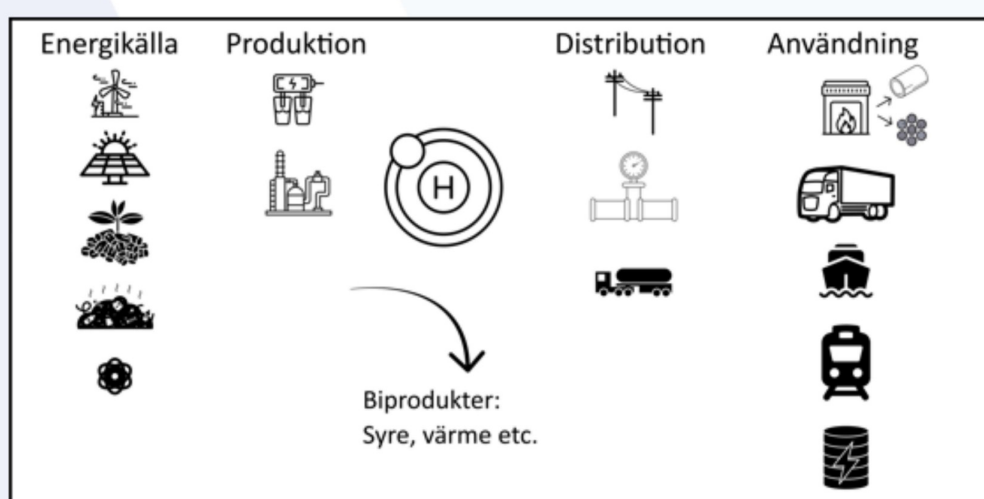 Energikälla Produktion Distribution Användning
H
Biprodukter:
Syre, värme etc.